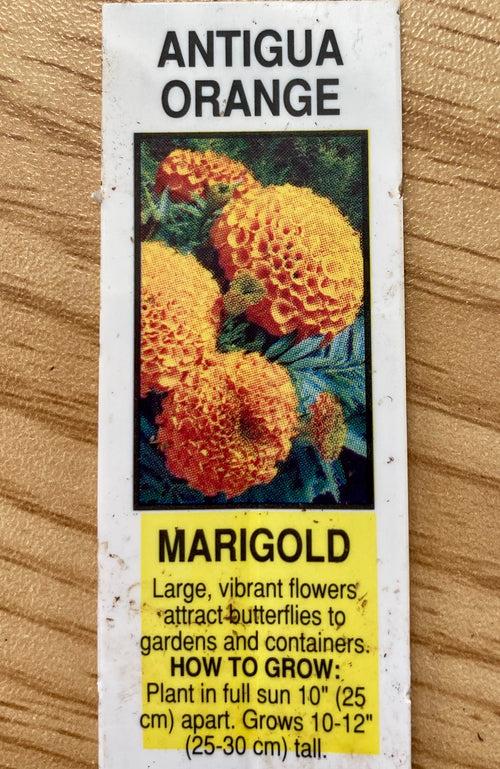 ANTIGUA
ORANGE
MARIGOLD
Large, vibrant flowers
attract butterflies to
gardens and containers.
HOW TO GROW:
Plant in full sun 10" (25
cm) apart. Grows 10-12"
(25-30 cm) tall.